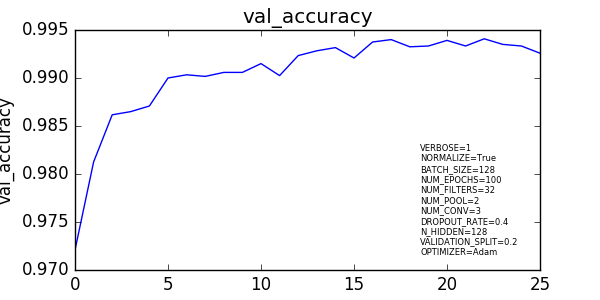 val_accuracy
0.995
0.990
0.985
0.980
0.975
0.970
val_accuracy
0
5
10
15
20
25
VERBOSE=1
NORMALIZE=True
BATCH_SIZE=128
NUM_EPOCHS=100
NUM_FILTERS=32
NUM_POOL=2
NUM_CONV=3
DROPOUT_RATE=0.4
N_HIDDEN=128
VALIDATION_SPLIT=0.2
OPTIMIZER=Adam